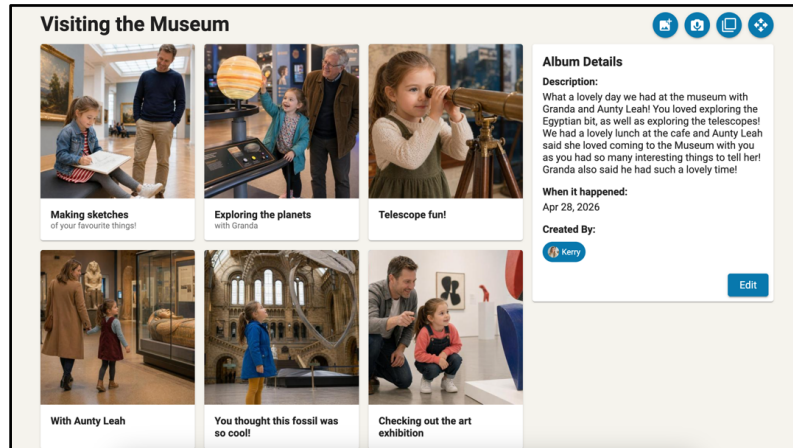 Visiting the Museum
Making sketches
of your favourite things!
Exploring the planets
with Granda
Telescope fun!
With Aunty Leah
You thought this fossil was
so cool!
Checking out the art
exhibition
Album Details
Description:
What a lovely day we had at the museum with
Granda and Aunty Leah! You loved exploring the
Egyptian bit, as well as exploring the telescopes!
We had a lovely lunch at the cafe and Aunty Leah
said she loved coming to the Museum with you
as you had so many interesting things to tell her!
Granda also said he had such a lovely time!
When it happened:
Apr 28, 2026
Created By:
Kerry
Edit